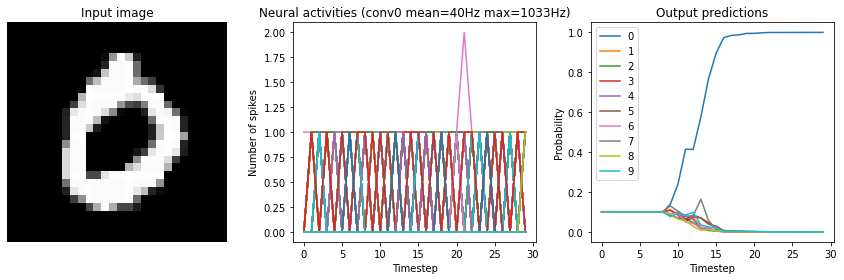 Input image
0
Neural activities (conv0 mean=40Hz max=1033Hz)
Number of spikes
2.00
1.75
1.50
1.25
1.00
0.75
0.50
0.25
0.00
0 5 10 15 20 25 30
Timestep
Output predictions
Probability
1.0
0.8
0.6
0.4
0.2
0.0
0
1
2
3
4
5
6
7
8
9
0 5 10 15 20 25 30
Timestep